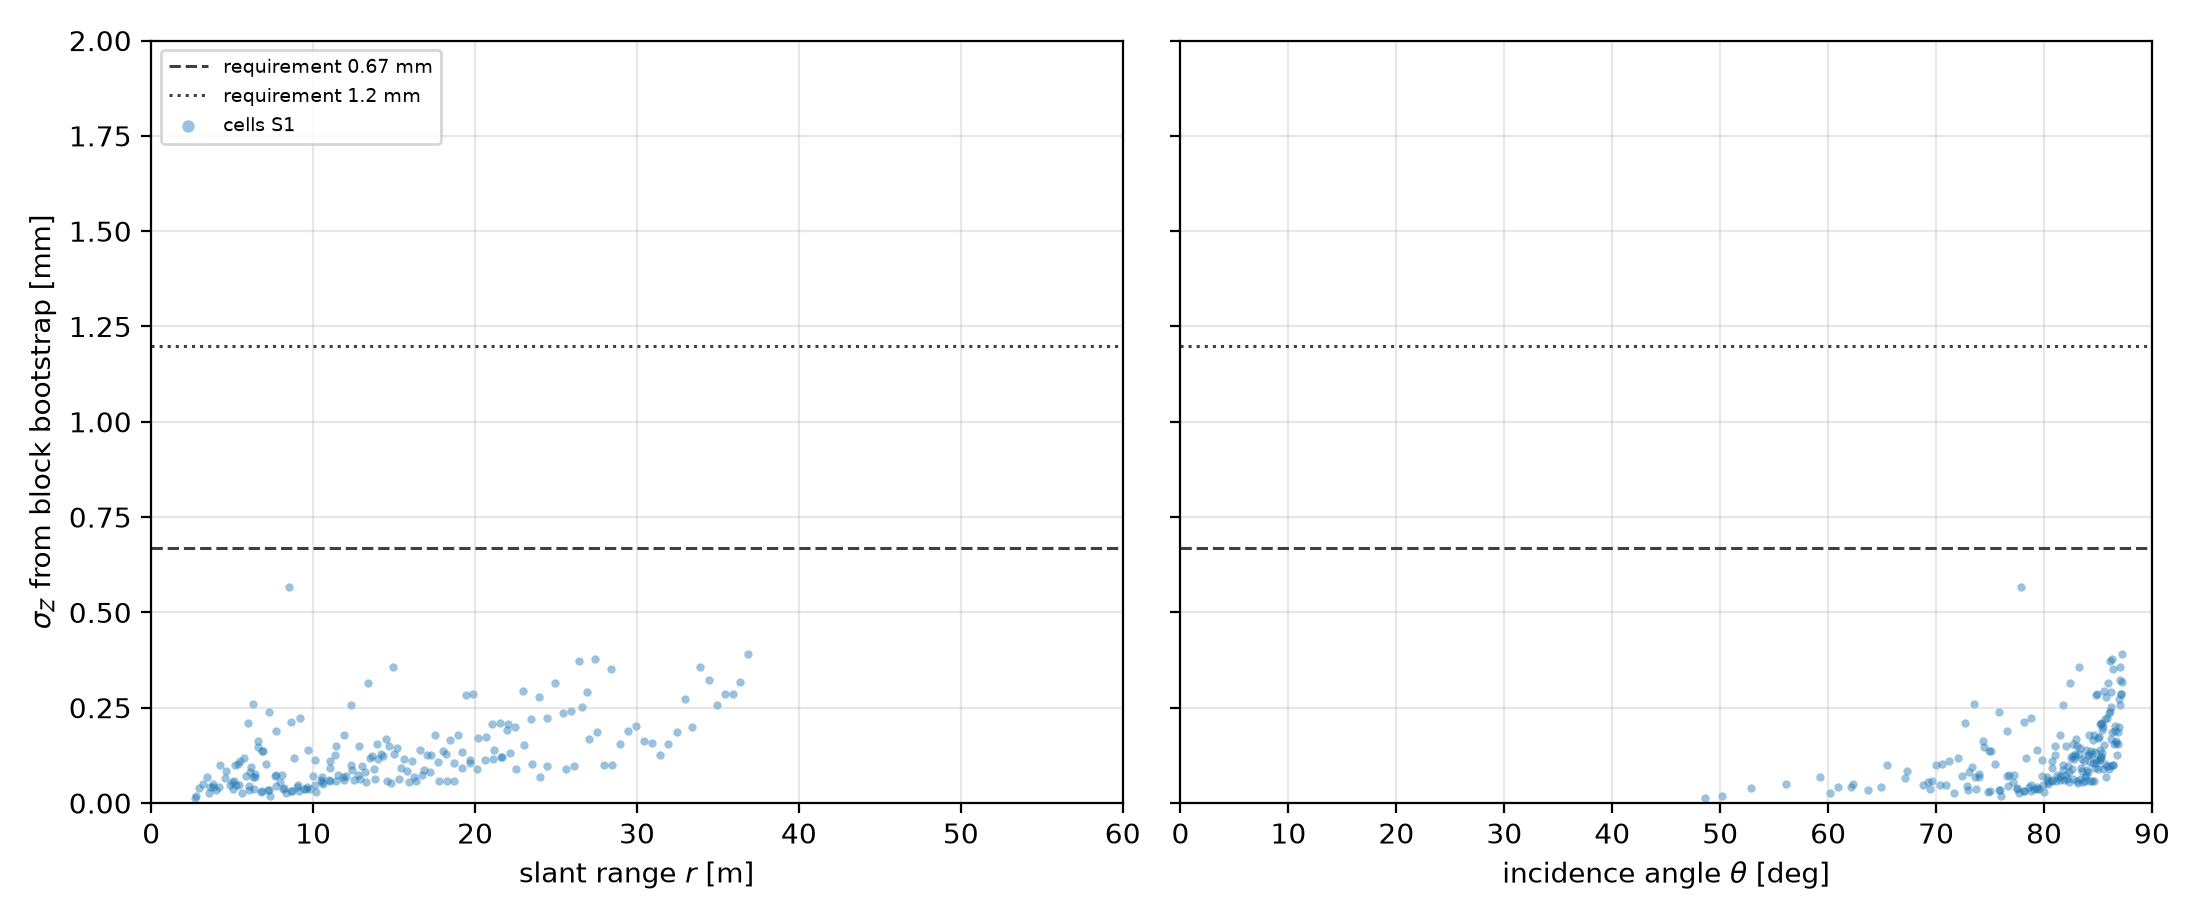 2.00
1.75
1.50
1.25
1.00
0.75
0.50
0.25
0.00
σZ from block bootstrap [mm]
requirement 0.67 mm
requirement 1.2 mm
cells S1
0 10 20 30 40 50 60
slant range r [m]
0 10 20 30 40 50 60 70 80 90
incidence angle θ [deg]